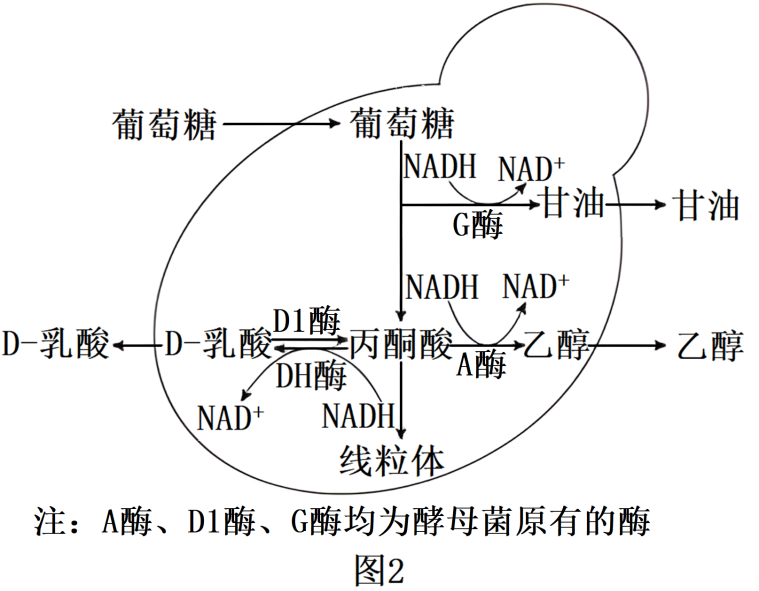 葡萄糖 葡萄糖
NADH NAD⁺
甘油 甘油
G酶
NADH NAD⁺
D-乳酸 D-乳酸 D1酶 丙酮酸 乙醇 乙醇
DH酶 A酶
NAD⁺ NADH
线粒体
注：A酶、D1酶、G酶均为酵母菌原有的酶
图2